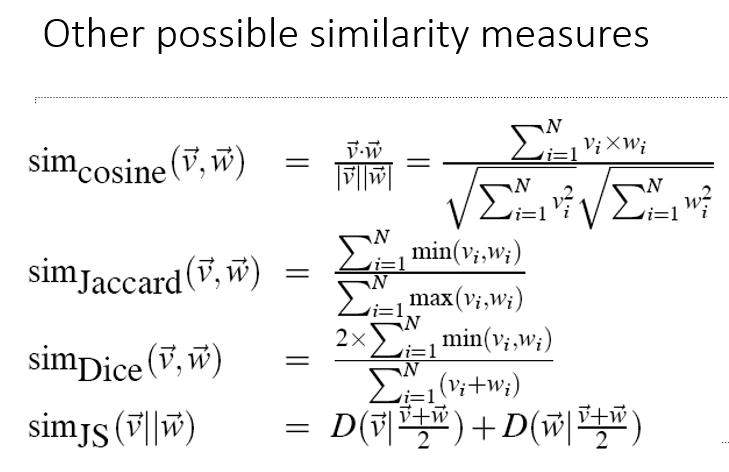 Other possible similarity measures
sim_cosine(v⃗,w⃗) = v⃗·w⃗ / |v⃗||w⃗| = ∑_{i=1}^{N} v_i×w_i / √(∑_{i=1}^{N} v_i^2) √(∑_{i=1}^{N} w_i^2)
sim_Jaccard(v⃗,w⃗) = ∑_{i=1}^{N} min(v_i,w_i) / ∑_{i=1}^{N} max(v_i,w_i)
sim_Dice(v⃗,w⃗) = 2×∑_{i=1}^{N} min(v_i,w_i) / ∑_{i=1}^{N} (v_i+w_i)
sim_JS(v⃗||w⃗) = D(v⃗|(v⃗+w⃗)/2)+D(w⃗|(v⃗+w⃗)/2)